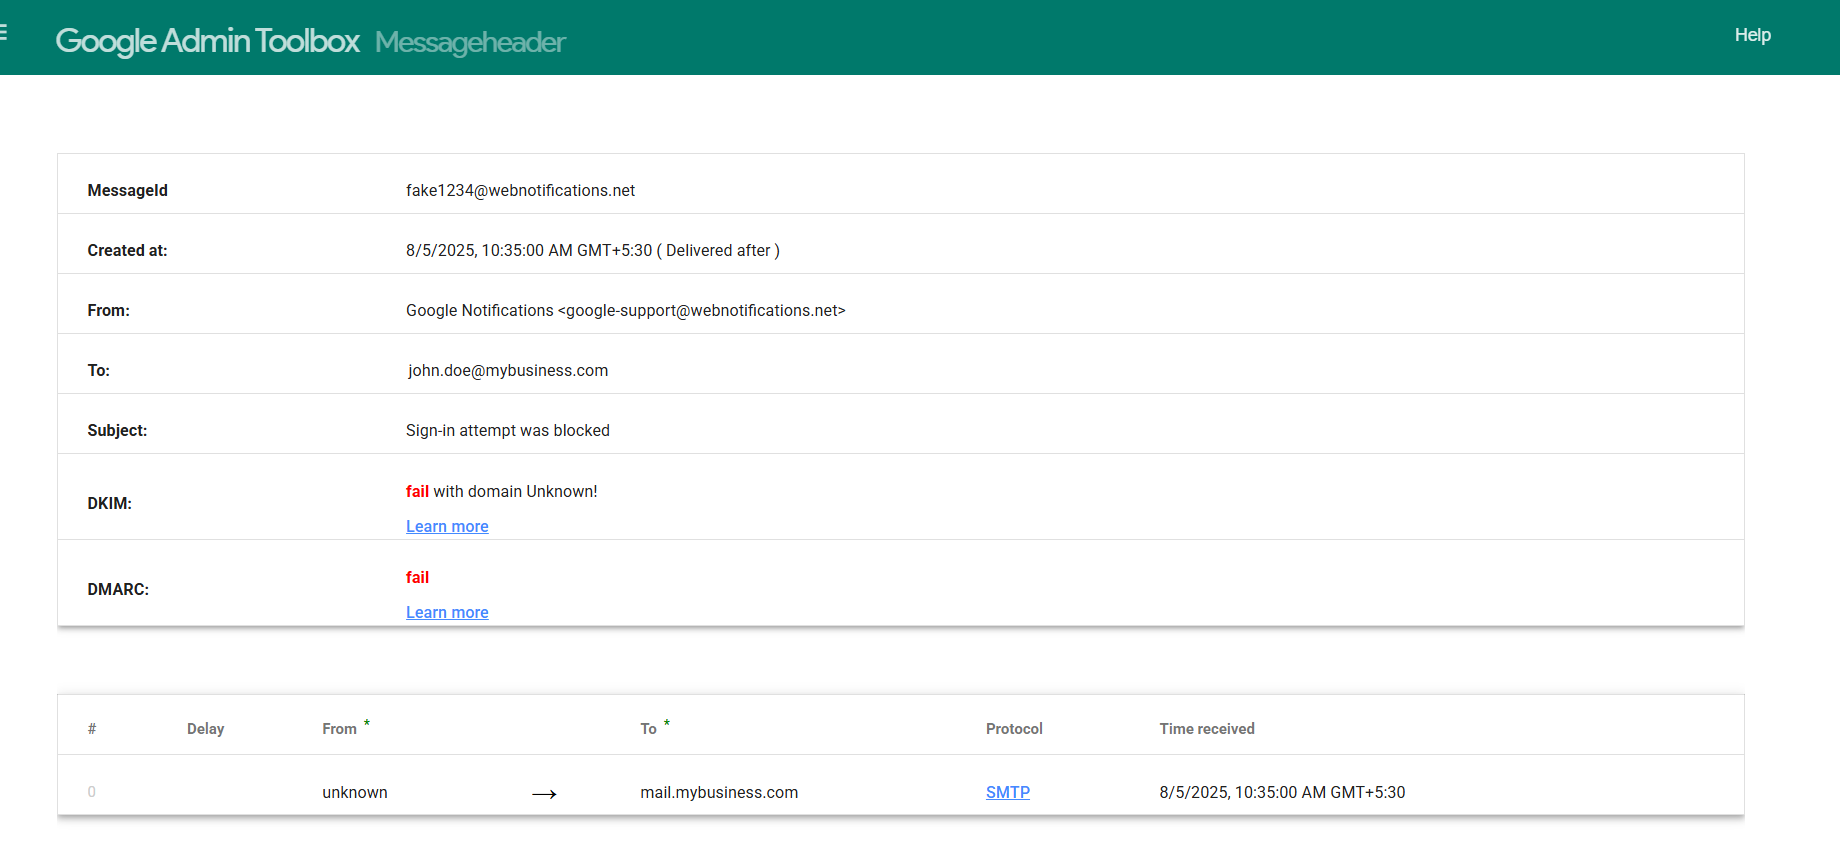 Google Admin Toolbox Messageheader Help
MessageId fake1234@webnotifications.net
Created at: 8/5/2025, 10:35:00 AM GMT+5:30 ( Delivered after )
From: Google Notifications <google-support@webnotifications.net>
To: john.doe@mybusiness.com
Subject: Sign-in attempt was blocked
DKIM: fail with domain Unknown!
Learn more
DMARC: fail
Learn more
# Delay From * To * Protocol Time received
0 unknown → mail.mybusiness.com SMTP 8/5/2025, 10:35:00 AM GMT+5:30